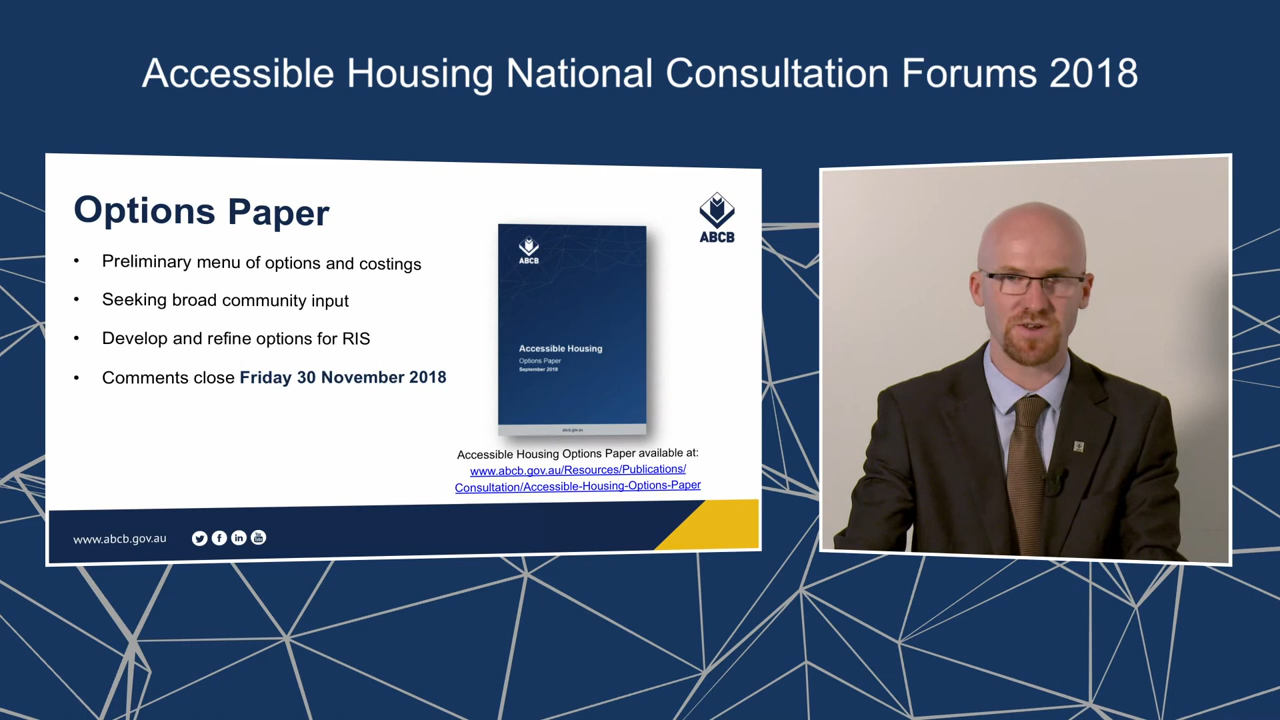 Accessible Housing National Consultation Forums 2018
Options Paper
• Preliminary menu of options and costings
• Seeking broad community input
• Develop and refine options for RIS
• Comments close Friday 30 November 2018
ABCB
ABCB
Accessible Housing
Options Paper
September 2018
abcb.gov.au
Accessible Housing Options Paper available at:
www.abcb.gov.au/Resources/Publications/
Consultation/Accessible-Housing-Options-Paper
www.abcb.gov.au